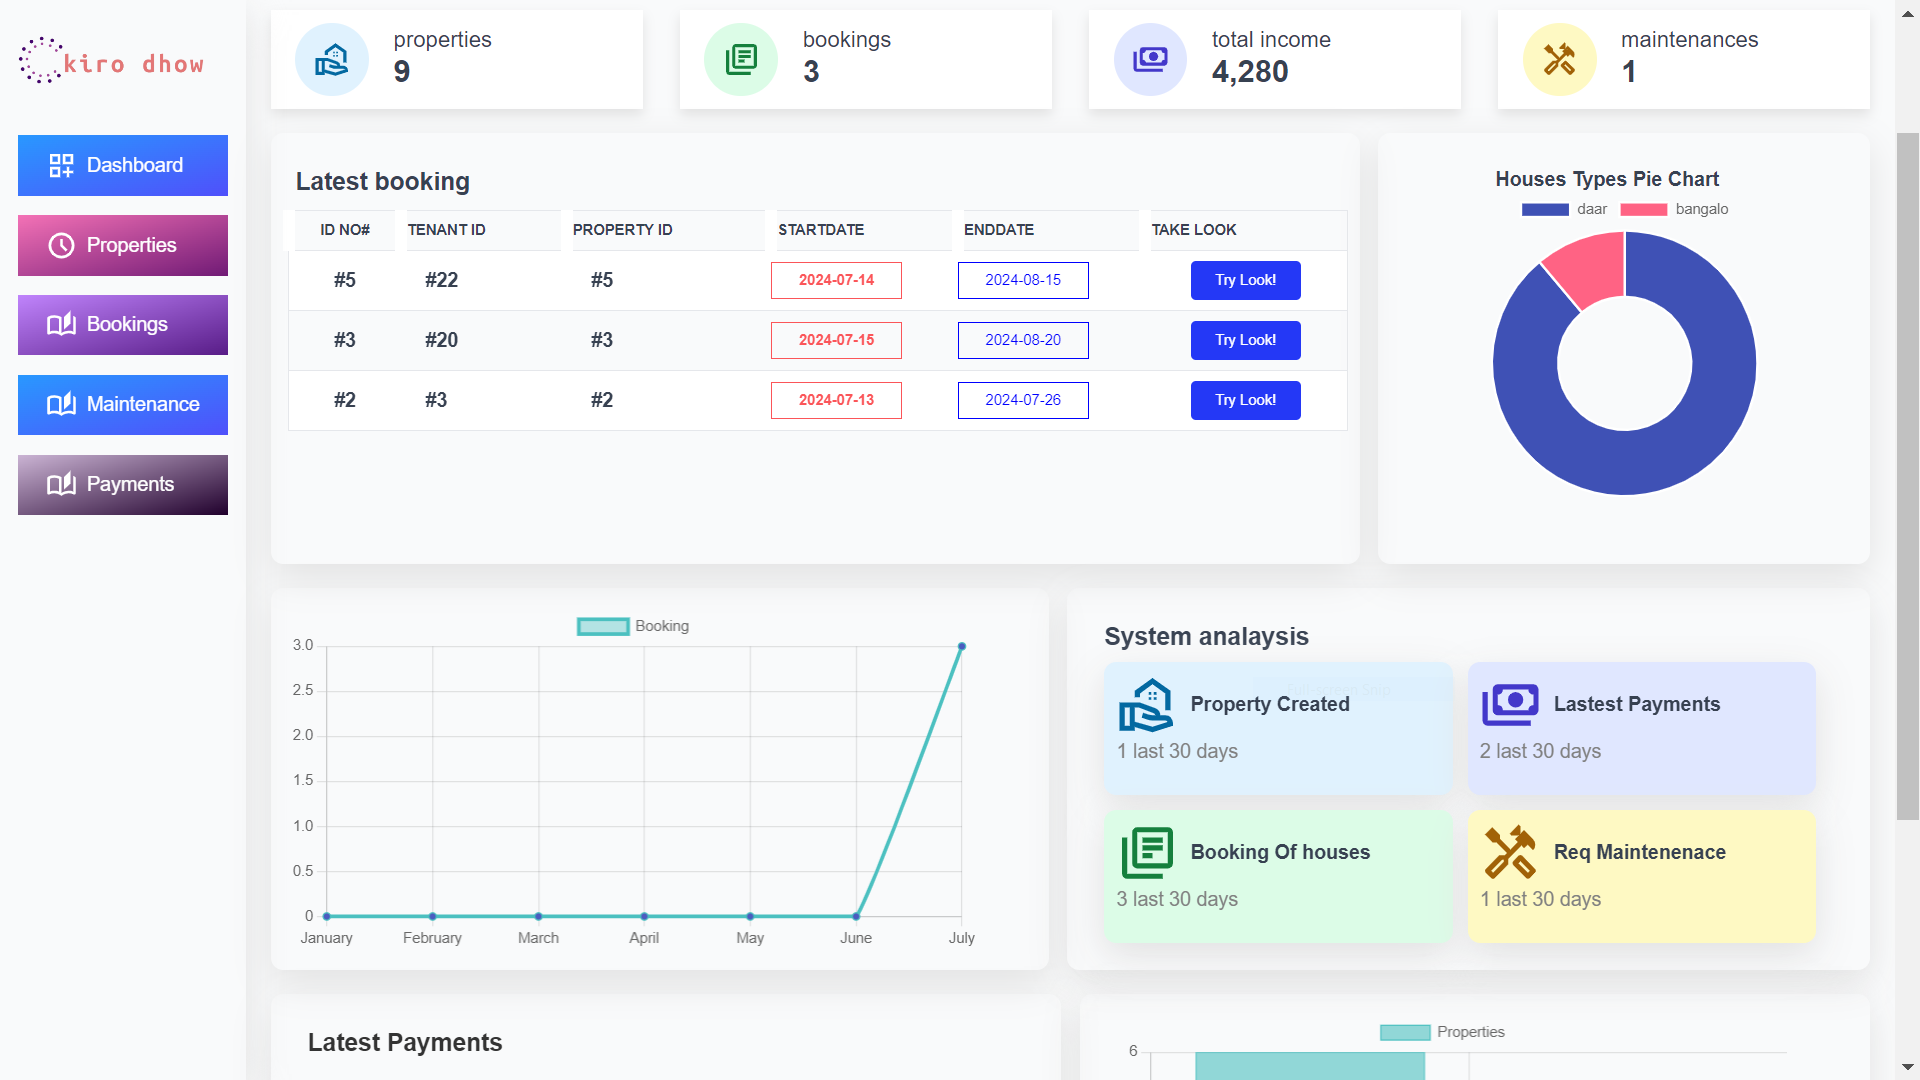 kiro dhow
Dashboard
Properties
Bookings
Maintenance
Payments
properties
9
bookings
3
total income
4,280
maintenances
1
Latest booking
ID NO# TENANT ID PROPERTY ID STARTDATE ENDDATE TAKE LOOK
#5 #22 #5 2024-07-14 2024-08-15 Try Look!
#3 #20 #3 2024-07-15 2024-08-20 Try Look!
#2 #3 #2 2024-07-13 2024-07-26 Try Look!
Houses Types Pie Chart
daar bangalo
Booking
3.0
2.5
2.0
1.5
1.0
0.5
0
January February March April May June July
System analaysis
Property Created
1 last 30 days
Lastest Payments
2 last 30 days
Booking Of houses
3 last 30 days
Req Maintenenace
1 last 30 days
Latest Payments
Properties
6